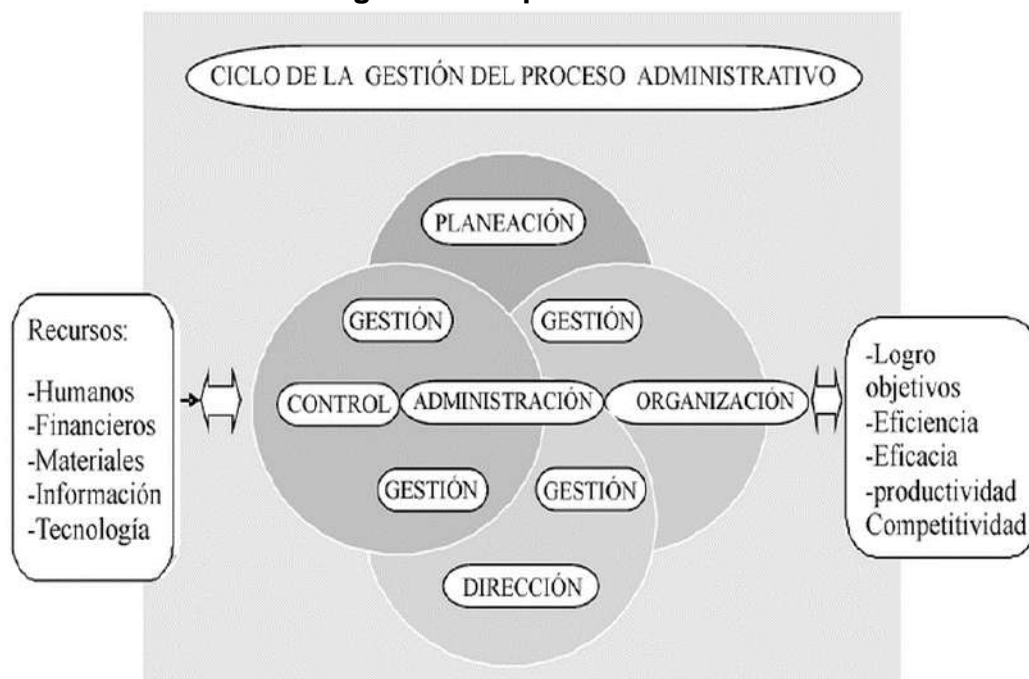 CICLO DE LA GESTIÓN DEL PROCESO ADMINISTRATIVO
PLANEACIÓN
GESTIÓN
GESTIÓN
Recursos:
-Humanos
-Financieros
-Materiales
-Información
-Tecnología
CONTROL
ADMINISTRACIÓN
ORGANIZACIÓN
-Logro
objetivos
-Eficiencia
-Eficacia
-productividad
Competitividad
GESTIÓN
GESTIÓN
DIRECCIÓN